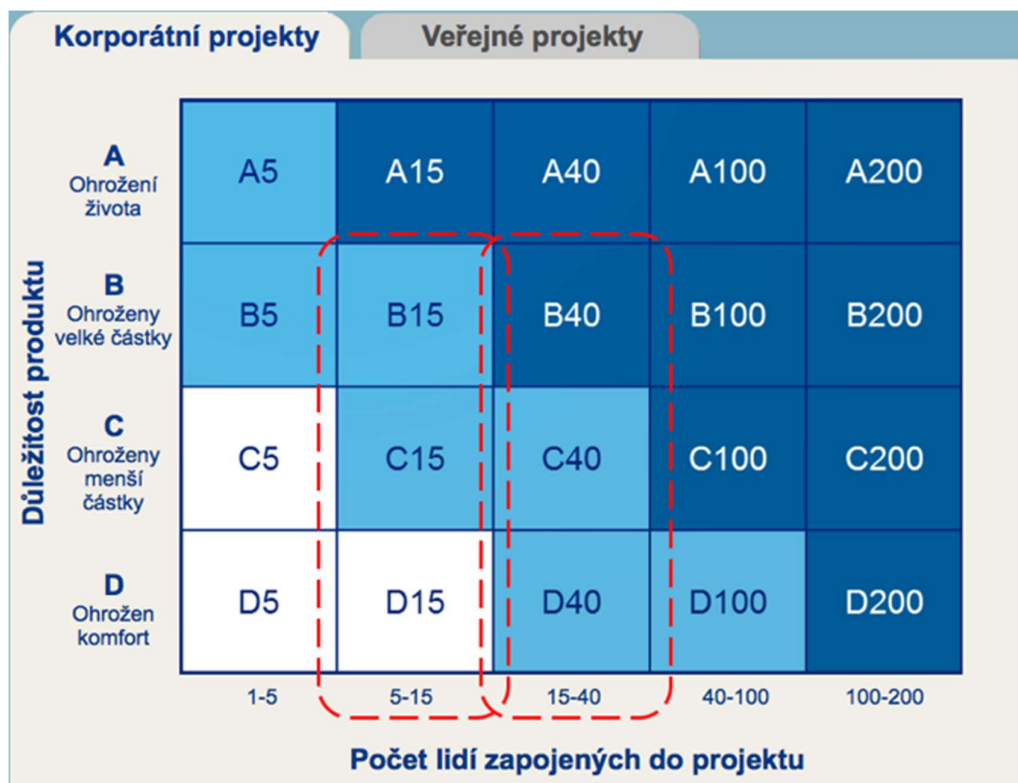 Korporátní projekty
Veřejné projekty
Důležitost produktu
A
Ohrožení
života
A5
A15
A40
A100
A200
B
Ohroženy
velké částky
B5
B15
B40
B100
B200
C
Ohroženy
menší
částky
C5
C15
C40
C100
C200
D
Ohrožen
komfort
D5
D15
D40
D100
D200
1-5
5-15
15-40
40-100
100-200
Počet lidí zapojených do projektu